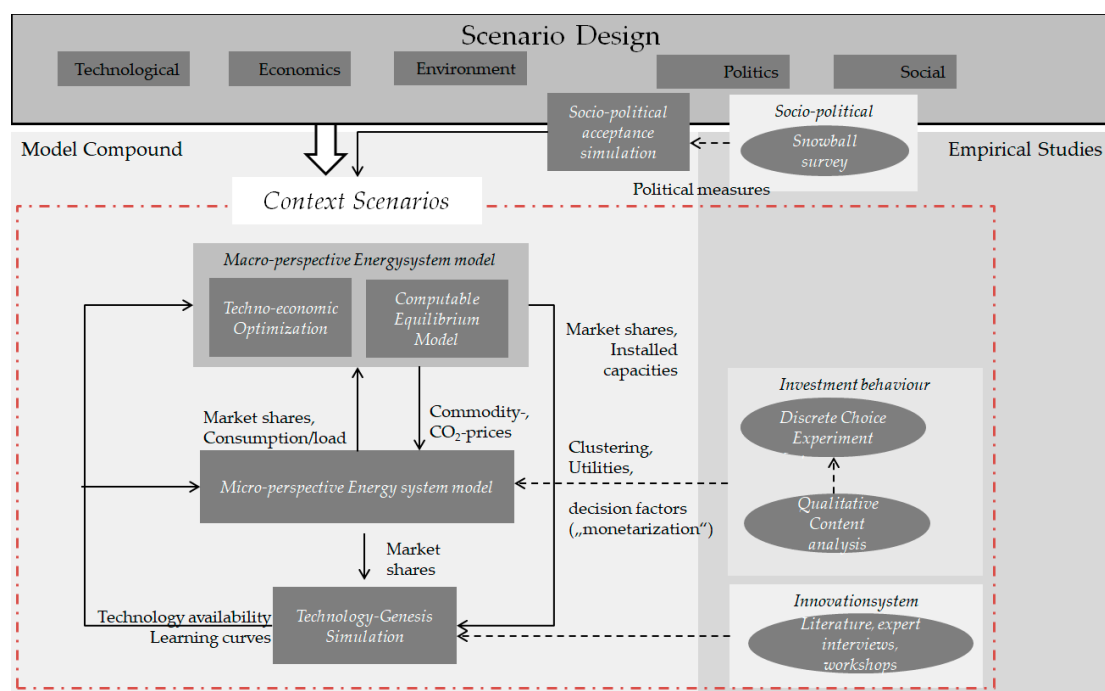 Scenario Design
Technological
Economics
Environment
Politics
Social
Socio-political
acceptance
simulation
Socio-political
Snowball
survey
Model Compound
Empirical Studies
Political measures
Context Scenarios
Macro-perspective Energysystem model
Techno-economic
Optimization
Computable
Equilibrium
Model
Market shares,
Installed
capacities
Investment behaviour
Discrete Choice
Experiment
Market shares,
Consumption/load
Commodity-,
CO₂-prices
Clustering,
Utilities,
Micro-perspective Energy system model
decision factors
(„monetarization“)
Qualitative
Content
analysis
Market
shares
Technology availability
Learning curves
Technology-Genesis
Simulation
Innovationsystem
Literature, expert
interviews,
workshops